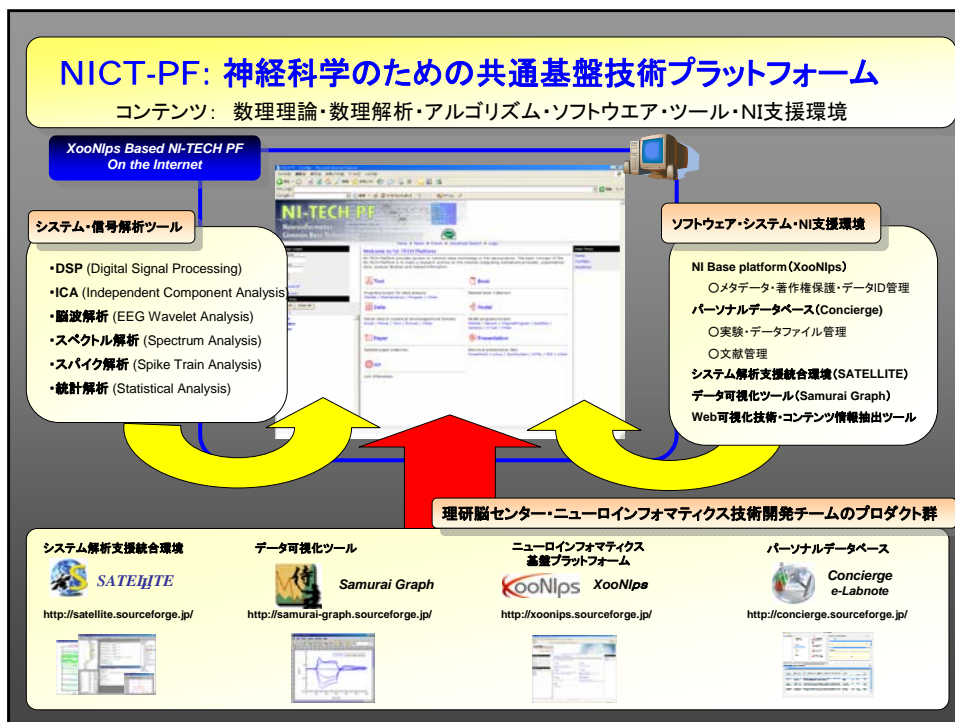 NICT-PF: 神経科学のための共通基盤技術プラットフォーム
コンテンツ: 数理理論・数理解析・アルゴリズム・ソフトウエア・ツール・NI支援環境
XooNIps Based NI-TECH PF
On the Internet
NI-TECH PF
Neuroinformatics
Common Base Technology
Welcome to NI-TECH Platform
Text
Book
Data
Model
Paper
Presentation
Url
システム・信号解析ツール
・DSP (Digital Signal Processing)
・ICA (Independent Component Analysis)
・脳波解析 (EEG Wavelet Analysis)
・スペクトル解析 (Spectrum Analysis)
・スパイク解析 (Spike Train Analysis)
・統計解析 (Statistical Analysis)
ソフトウェア・システム・NI支援環境
NI Base platform(XooNIps)
○メタデータ・著作権保護・データID管理
パーソナルデータベース(Concierge)
○実験・データファイル管理
○文献管理
システム解析支援統合環境(SATELLITE)
データ可視化ツール(Samurai Graph)
Web可視化技術・コンテンツ情報抽出ツール
理研脳センター・ニューロインフォマティクス技術開発チームのプロダクト群
システム解析支援統合環境
SATELLITE
http://satellite.sourceforge.jp/
データ可視化ツール
侍
Samurai Graph
http://samurai-graph.sourceforge.jp/
ニューロインフォマティクス
基盤プラットフォーム
XooNIps XooNIps
http://xoonips.sourceforge.jp/
パーソナルデータベース
Concierge
e-Labnote
http://concierge.sourceforge.jp/